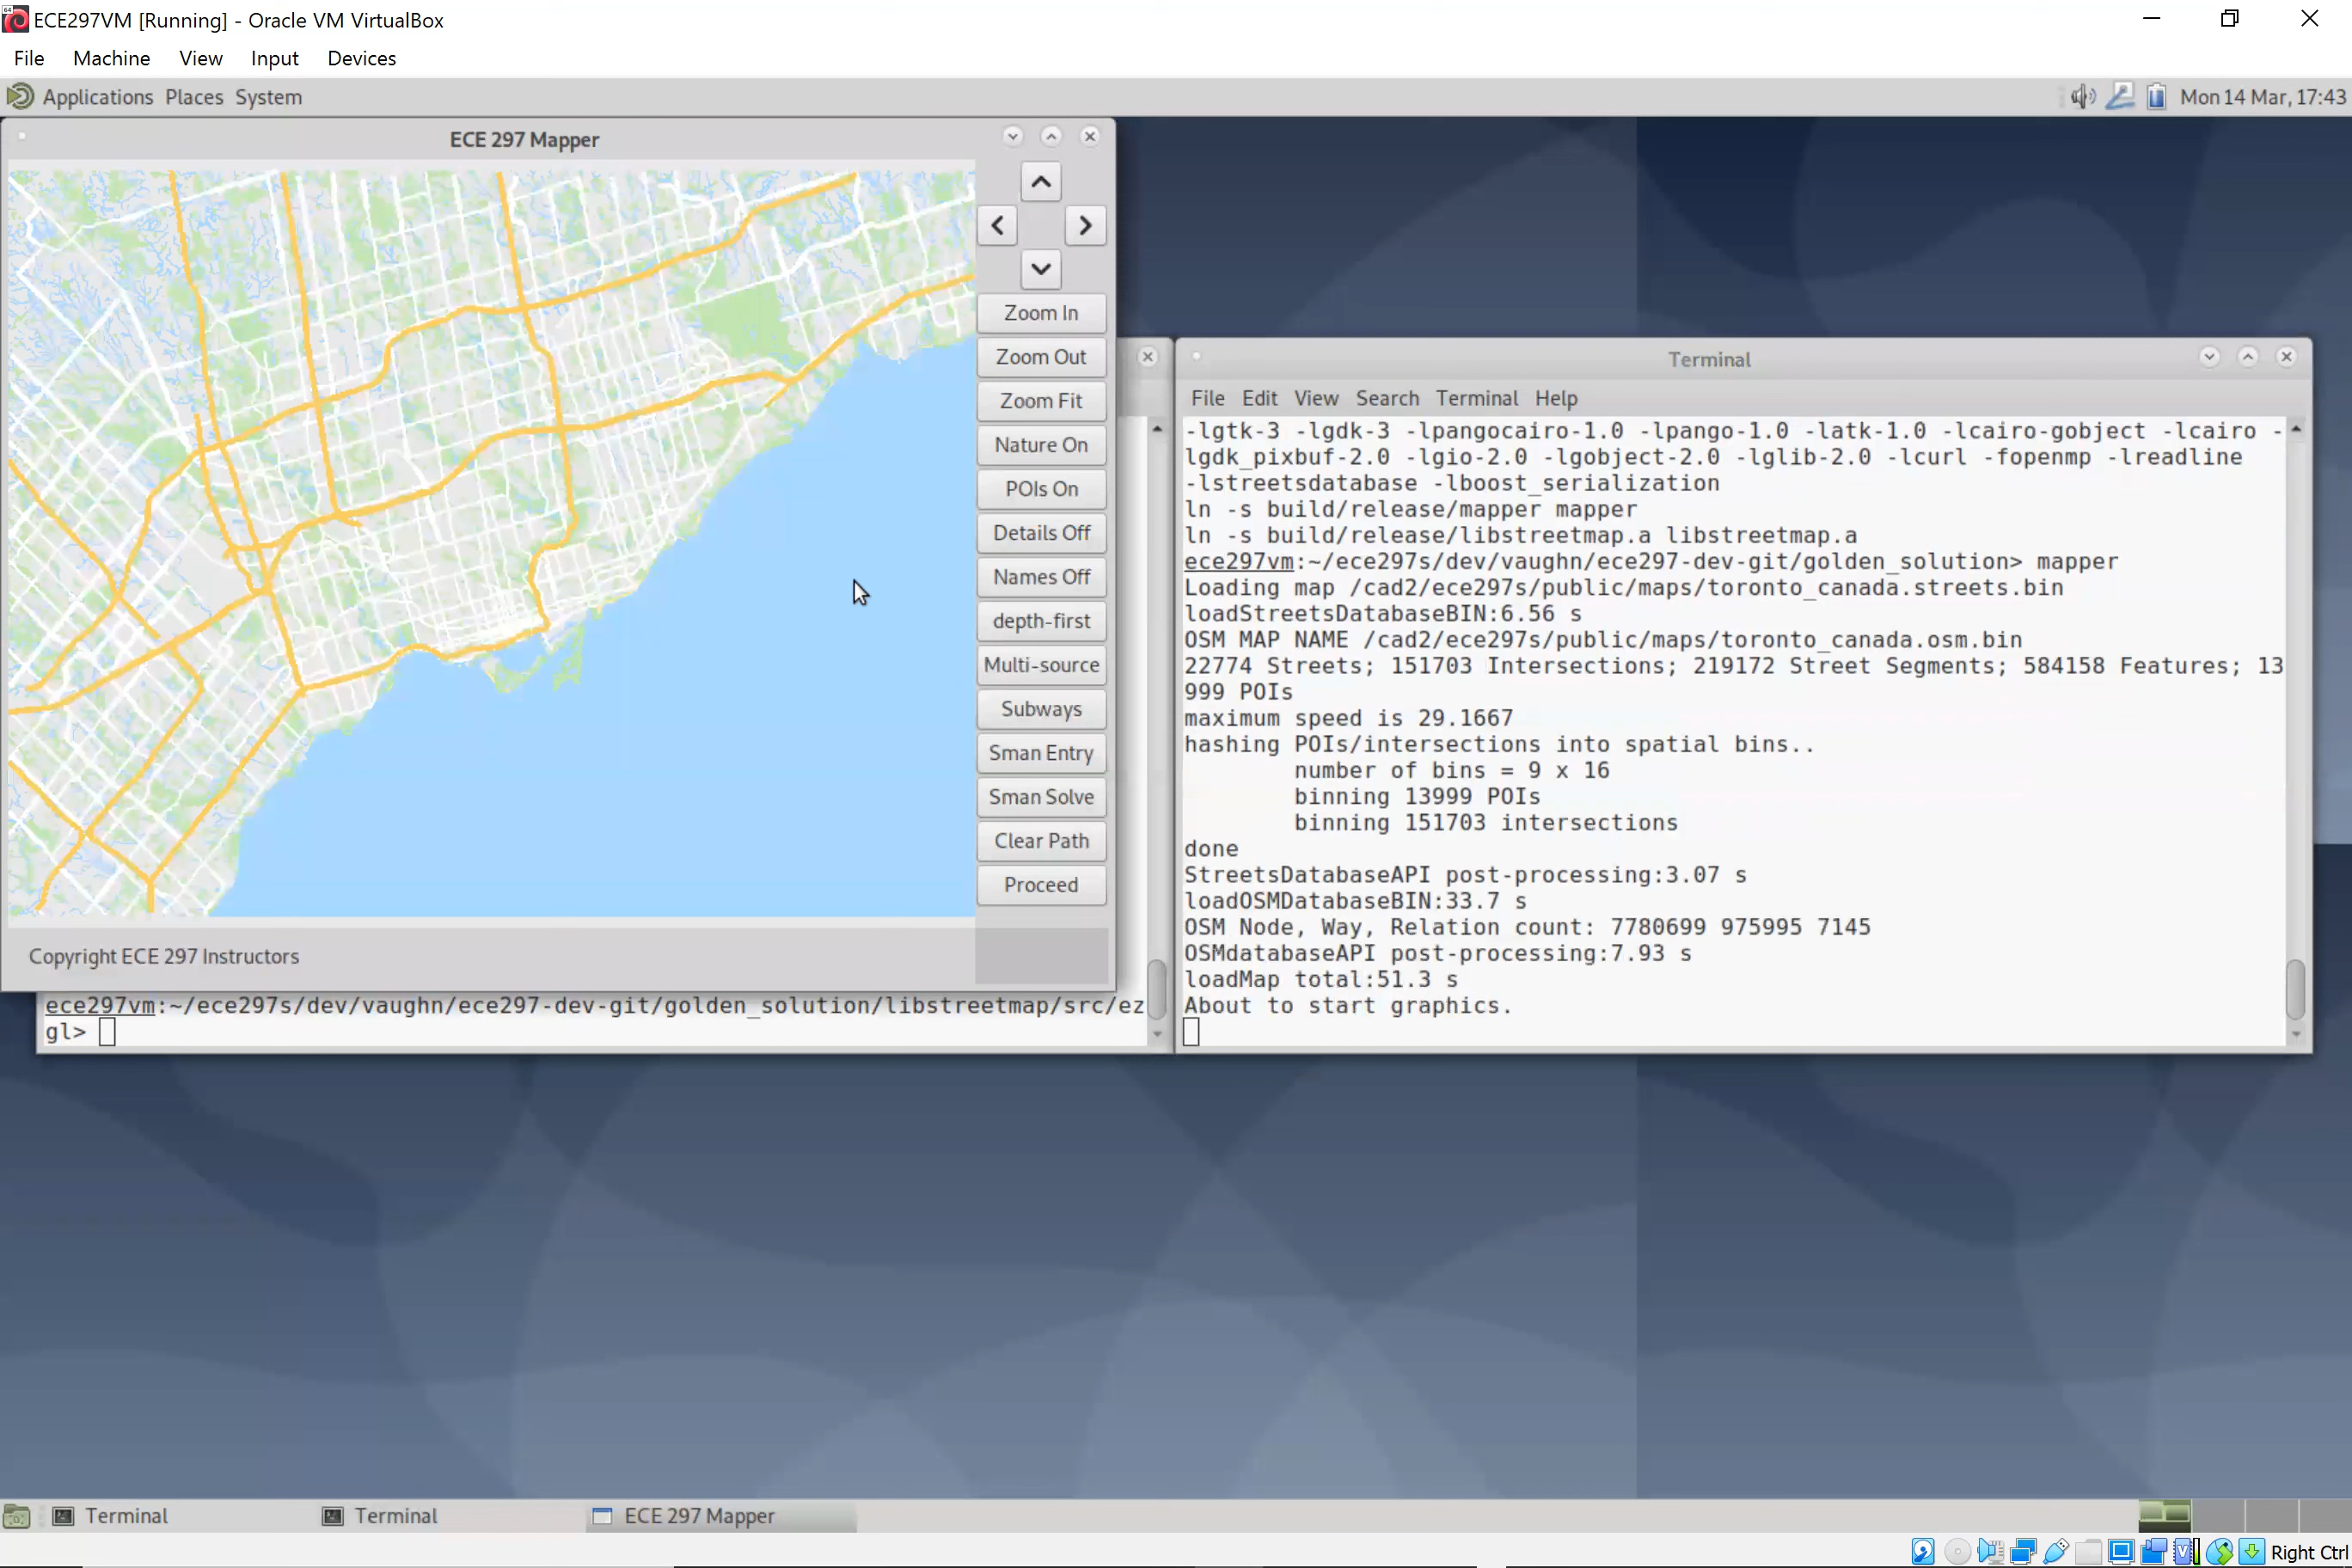 ECE297VM [Running] - Oracle VM VirtualBox
File Machine View Input Devices
Applications Places System
Mon 14 Mar, 17:43
ECE 297 Mapper
Zoom In
Zoom Out
Zoom Fit
Nature On
POIs On
Details Off
Names Off
depth-first
Multi-source
Subways
Sman Entry
Sman Solve
Clear Path
Proceed
Copyright ECE 297 Instructors
ece297vm:~/ece297s/dev/vaughn/ece297-dev-git/golden_solution/libstreetmap/src/ez
gl>
Terminal
File Edit View Search Terminal Help
-lgtk-3 -lgdk-3 -lpangocairo-1.0 -lpango-1.0 -latk-1.0 -lcairo-gobject -lcairo -
lgdk_pixbuf-2.0 -lgio-2.0 -lgobject-2.0 -lglib-2.0 -lcurl -fopenmp -lreadline
-lstreetsdatabase -lboost_serialization
ln -s build/release/mapper mapper
ln -s build/release/libstreetmap.a libstreetmap.a
ece297vm:~/ece297s/dev/vaughn/ece297-dev-git/golden_solution> mapper
Loading map /cad2/ece297s/public/maps/toronto_canada.streets.bin
loadStreetsDatabaseBIN:6.56 s
OSM MAP NAME /cad2/ece297s/public/maps/toronto_canada.osm.bin
22774 Streets; 151703 Intersections; 219172 Street Segments; 584158 Features; 13
999 POIs
maximum speed is 29.1667
hashing POIs/intersections into spatial bins..
number of bins = 9 x 16
binning 13999 POIs
binning 151703 intersections
done
StreetsDatabaseAPI post-processing:3.07 s
loadOSMDatabaseBIN:33.7 s
OSM Node, Way, Relation count: 7780699 975995 7145
OSMdatabaseAPI post-processing:7.93 s
loadMap total:51.3 s
About to start graphics.
Terminal
Terminal
ECE 297 Mapper
Right Ctrl